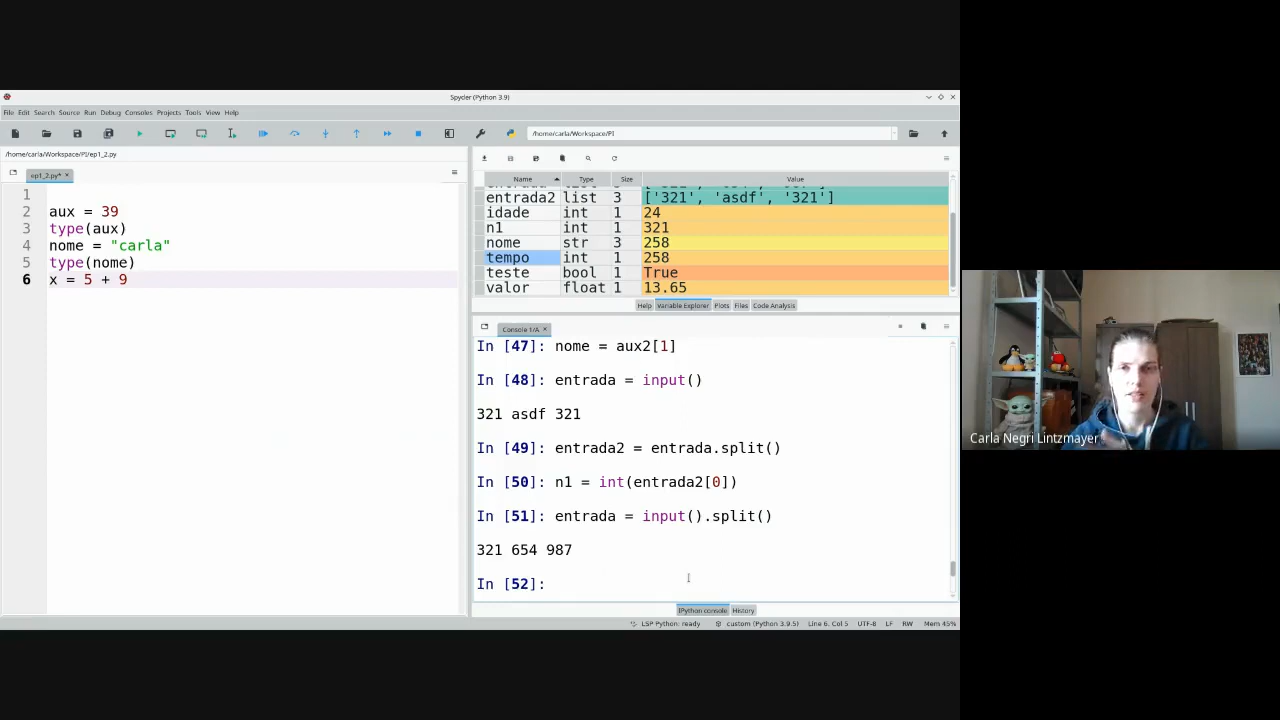 Spyder (Python 3.9)
File Edit Search Source Run Debug Consoles Projects Tools View Help
/home/carla/Workspace/PI
/home/carla/Workspace/PI/ep1_2.py
ep1_2.py*
1
2 aux = 39
3 type(aux)
4 nome = "carla"
5 type(nome)
6 x = 5 + 9
Name Type Size Value
entrada2 list 3 ['321', 'asdf', '321']
idade int 1 24
n1 int 1 321
nome str 3 258
tempo int 1 258
teste bool 1 True
valor float 1 13.65
Help Variable Explorer Plots Files Code Analysis
Console 1/A
In [47]: nome = aux2[1]
In [48]: entrada = input()
321 asdf 321
In [49]: entrada2 = entrada.split()
In [50]: n1 = int(entrada2[0])
In [51]: entrada = input().split()
321 654 987
In [52]:
IPython console History
LSP Python: ready custom (Python 3.9.5) Line 6, Col 5 UTF-8 LF RW Mem 45%
Carla Negri Lintzmayer